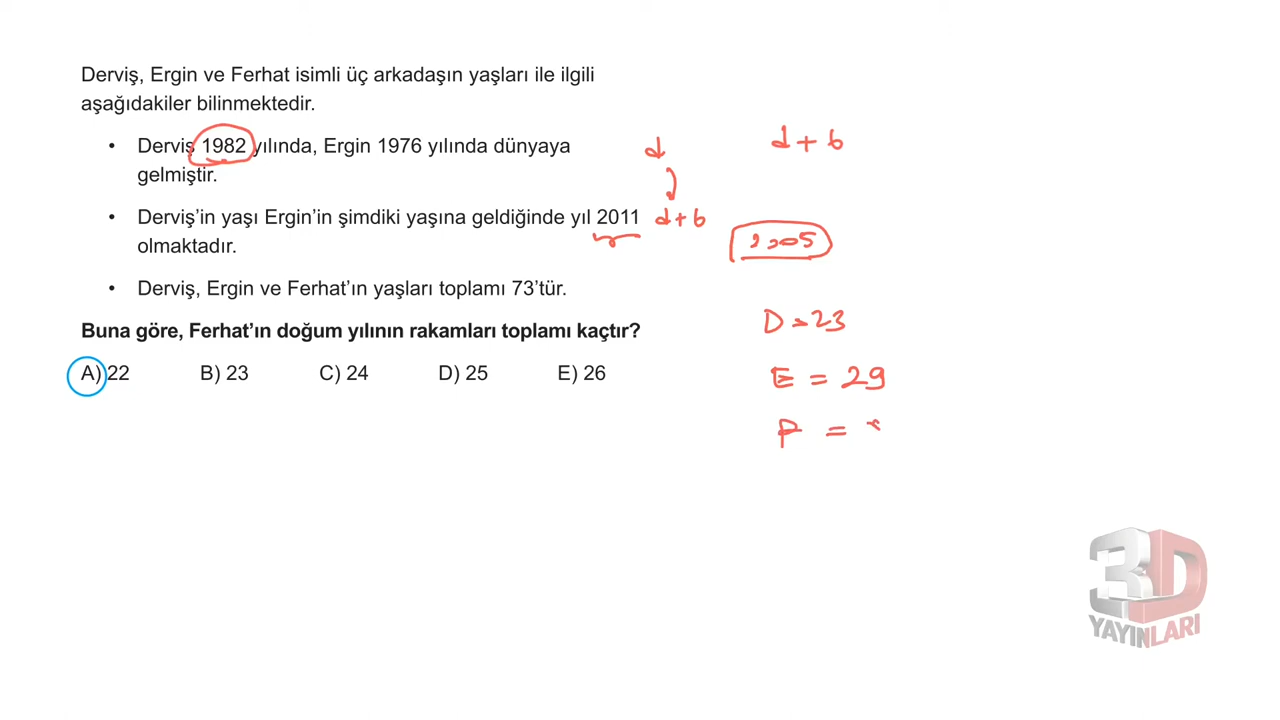 Derviş, Ergin ve Ferhat isimli üç arkadaşın yaşları ile ilgili
aşağıdakiler bilinmektedir.
• Derviş 1982 yılında, Ergin 1976 yılında dünyaya
gelmiştir.
• Derviş’in yaşı Ergin’in şimdiki yaşına geldiğinde yıl 2011
olmaktadır.
• Derviş, Ergin ve Ferhat’ın yaşları toplamı 73’tür.
Buna göre, Ferhat’ın doğum yılının rakamları toplamı kaçtır?
A) 22 B) 23 C) 24 D) 25 E) 26
d
d+6
d+6
2005
D = 23
E = 29
F =
3D
YAYINLARI